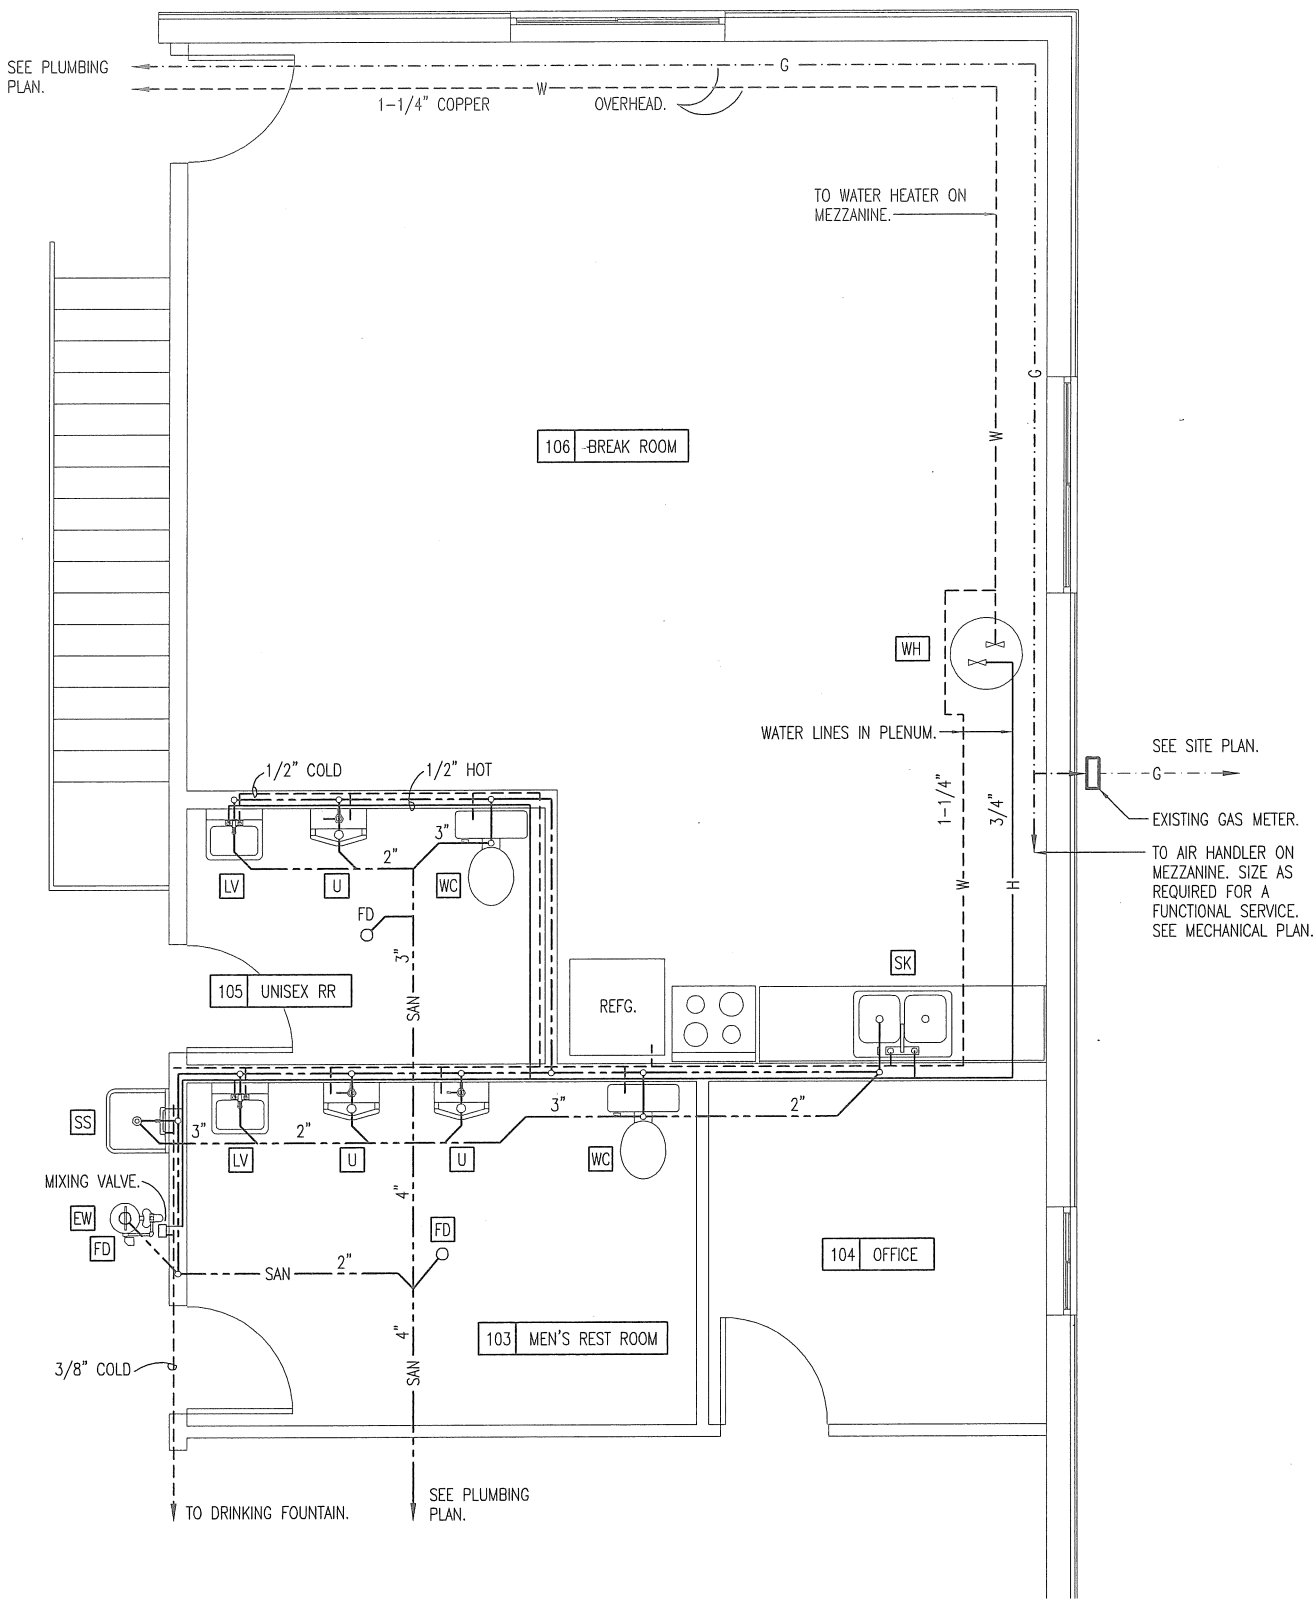 SEE PLUMBING
PLAN.
G
W
1-1/4" COPPER
OVERHEAD.
TO WATER HEATER ON
MEZZANINE.
G
W
106 BREAK ROOM
WH
WATER LINES IN PLENUM.
SEE SITE PLAN.
G
EXISTING GAS METER.
TO AIR HANDLER ON
MEZZANINE. SIZE AS
REQUIRED FOR A
FUNCTIONAL SERVICE.
SEE MECHANICAL PLAN.
1-1/4"
3/4"
W
H
1/2" COLD
1/2" HOT
3"
2"
LV
U
WC
FD
3"
SAN
105 UNISEX RR
REFG.
SK
SS
3"
2"
3"
2"
LV
U
U
WC
MIXING VALVE.
EW
FD
4"
FD
SAN
2"
104 OFFICE
103 MEN'S REST ROOM
4"
SAN
3/8" COLD
TO DRINKING FOUNTAIN.
SEE PLUMBING
PLAN.